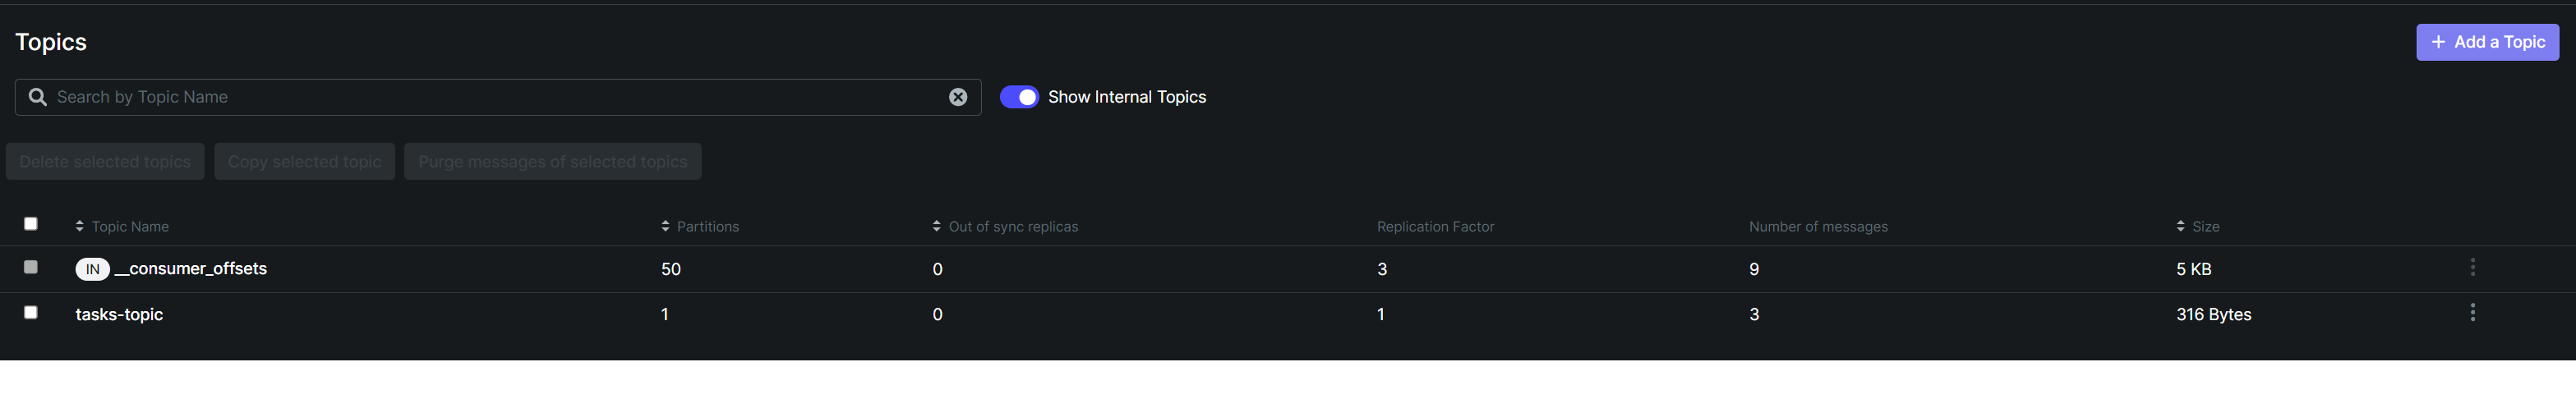 Topics
+ Add a Topic
Search by Topic Name
Show Internal Topics
Delete selected topics Copy selected topic Purge messages of selected topics
Topic Name Partitions Out of sync replicas Replication Factor Number of messages Size
IN __consumer_offsets 50 0 3 9 5 KB
tasks-topic 1 0 1 3 316 Bytes